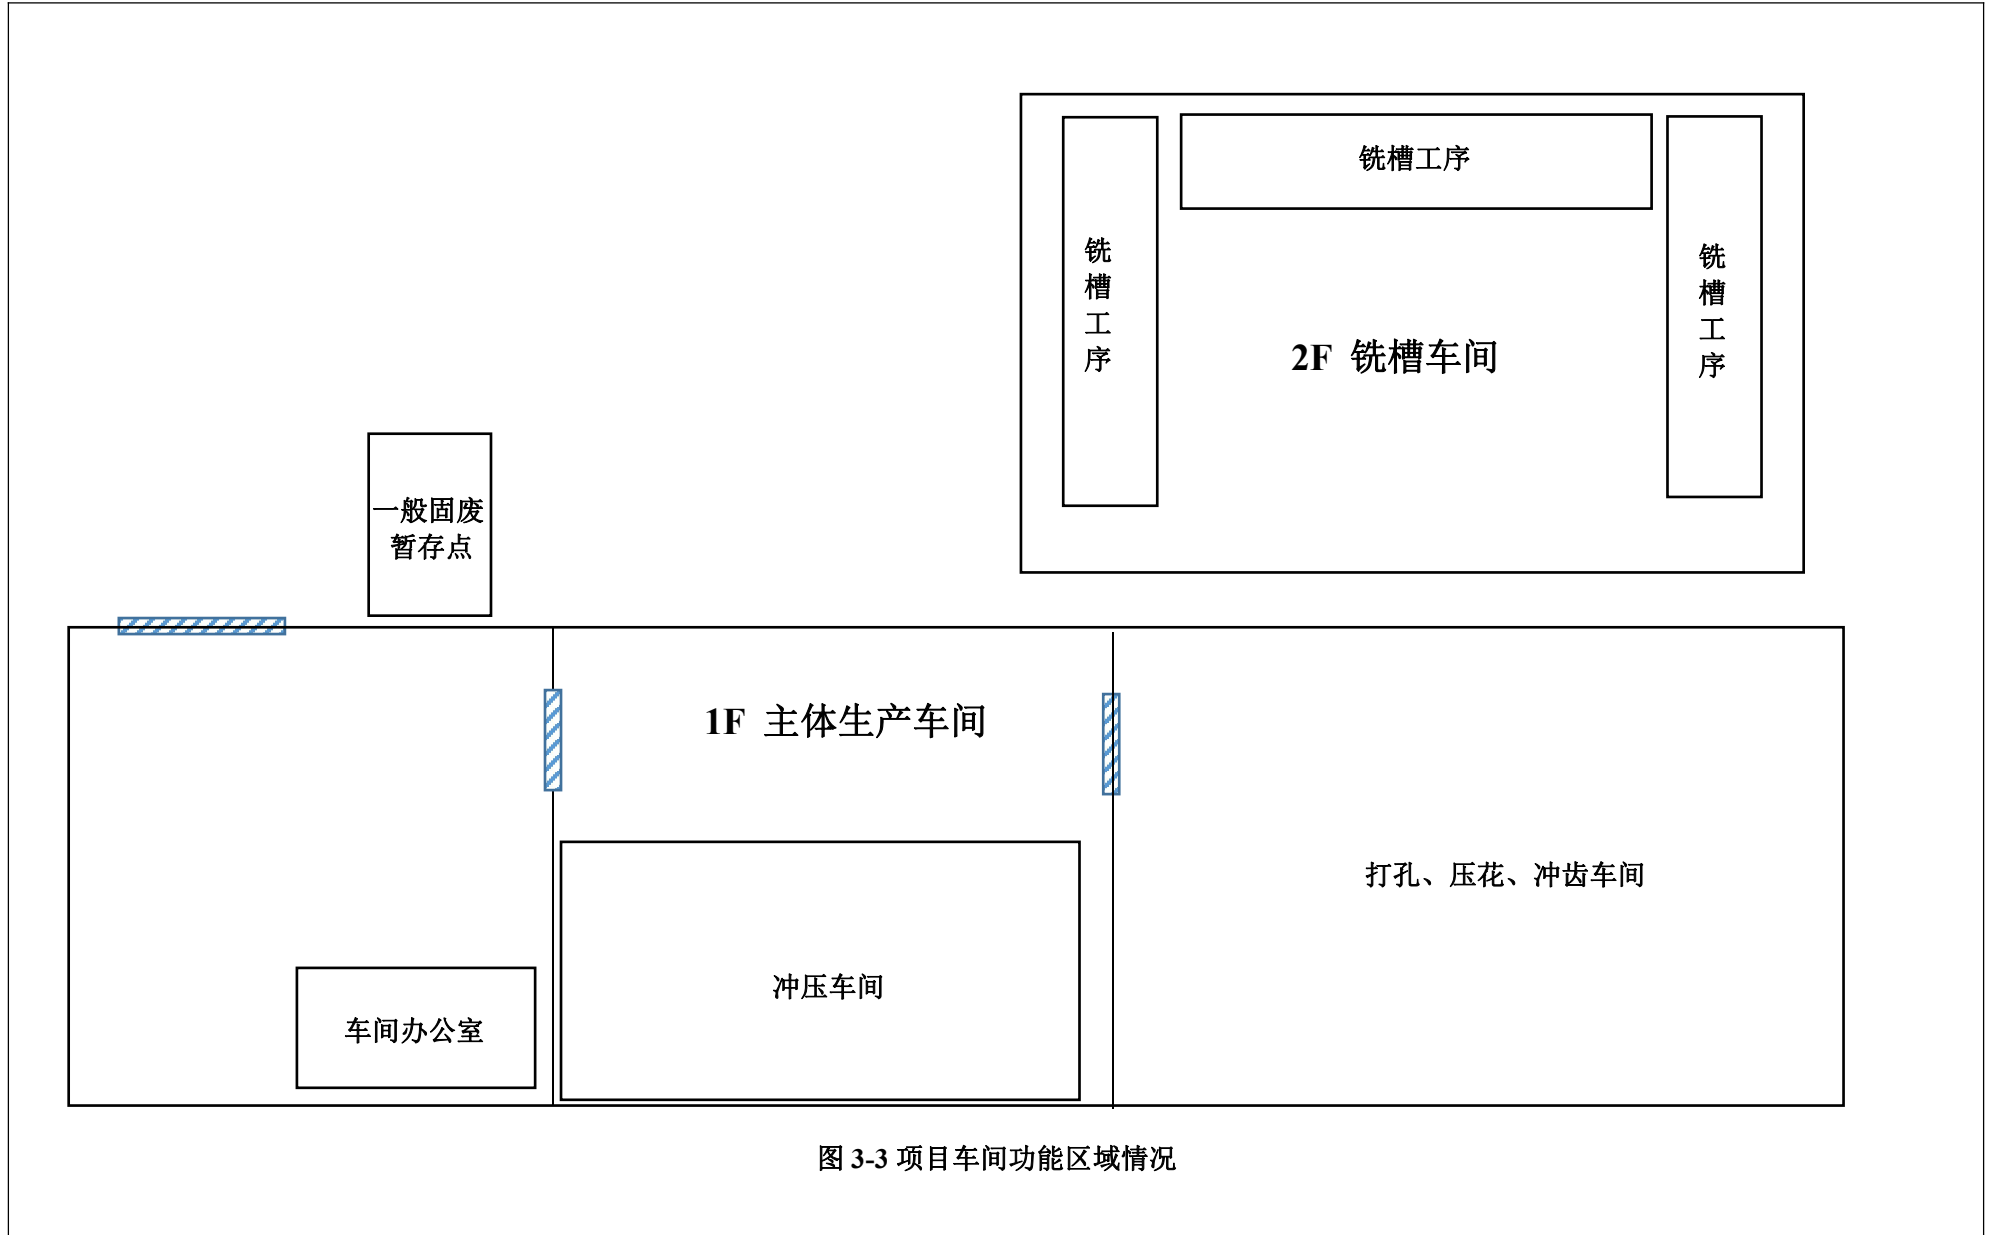 铣槽工序
铣槽工序
铣槽工序
2F 铣槽车间
一般固废
暂存点
1F 主体生产车间
打孔、压花、冲齿车间
冲压车间
车间办公室
图 3-3 项目车间功能区域情况